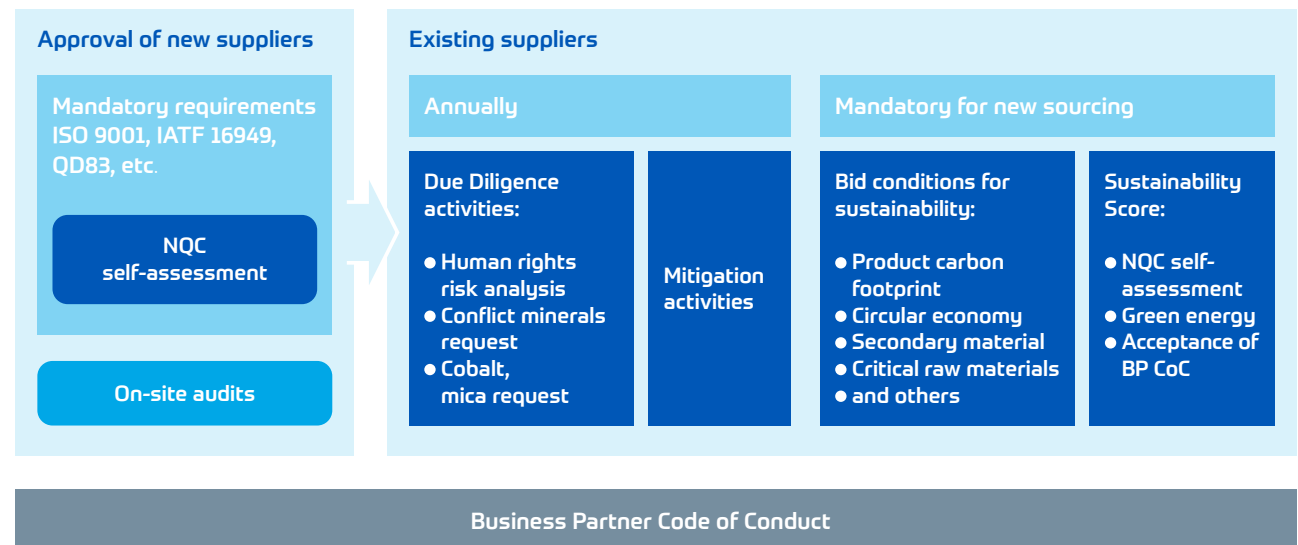 Approval of new suppliers
Mandatory requirements
ISO 9001, IATF 16949,
QD83, etc.
NQC
self-assessment
On-site audits
Existing suppliers
Annually
Due Diligence
activities:
● Human rights
risk analysis
● Conflict minerals
request
● Cobalt,
mica request
Mitigation
activities
Mandatory for new sourcing
Bid conditions for
sustainability:
● Product carbon
footprint
● Circular economy
● Secondary material
● Critical raw materials
● and others
Sustainability
Score:
● NQC self-
assessment
● Green energy
● Acceptance of
BP CoC
Business Partner Code of Conduct